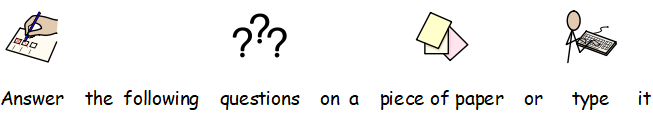 Answer the following questions on a piece of paper or type it